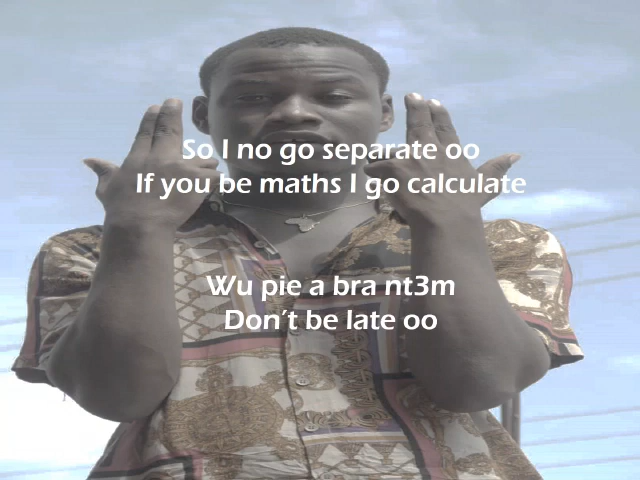 So I no go separate oo
If you be maths I go calculate
Wu pie a bra nt3m
Don't be late oo